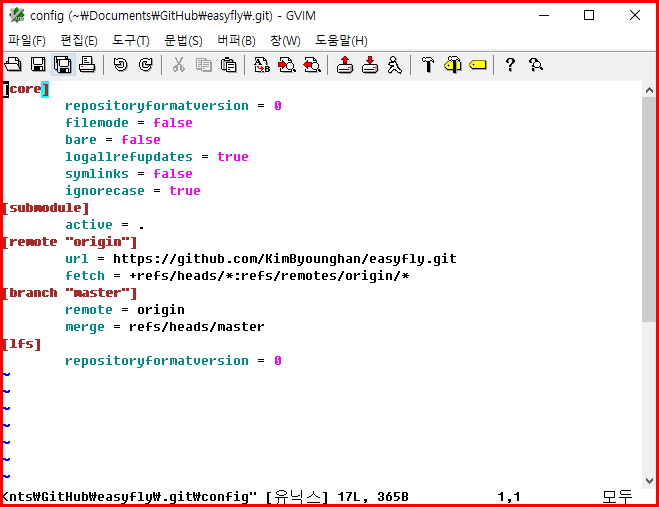 config (~\Documents\GitHub\easyfly\.git) - GVIM
파일(F) 편집(E) 도구(T) 문법(S) 버퍼(B) 창(W) 도움말(H)
[core]
repositoryformatversion = 0
filemode = false
bare = false
logallrefupdates = true
symlinks = false
ignorecase = true
[submodule]
active = .
[remote "origin"]
url = https://github.com/KimByounghan/easyfly.git
fetch = +refs/heads/*:refs/remotes/origin/*
[branch "master"]
remote = origin
merge = refs/heads/master
[lfs]
repositoryformatversion = 0
~
~
~
~
~
~
~
<nts₩GitHub₩easyfly₩.git₩config" [유닉스] 17L, 365B 1,1 모두